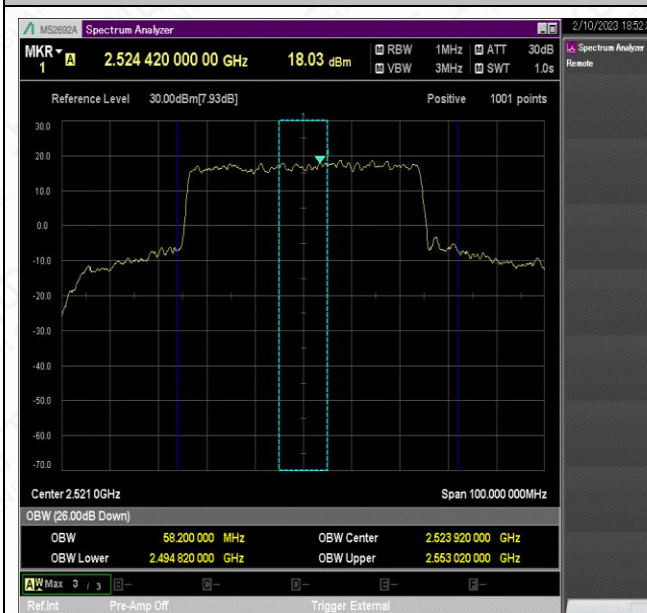 MS2692A Spectrum Analyzer
2/10/2023 18:52
MKR 1 A 2.524 420 000 00 GHz 18.03 dBm
M RBW 1MHz M ATT 30dB
M VBW 3MHz M SWT 1.0s
Spectrum Analyzer
Remote
Reference Level 30.00dBm[7.93dB] Positive 1001 points
1
30.0
20.0
10.0
0.0
-10.0
-20.0
-30.0
-40.0
-50.0
-60.0
-70.0
Center 2.521 0GHz Span 100.000 000MHz
OBW (26.00dB Down)
OBW 58.200 000 MHz OBW Center 2.523 920 000 GHz
OBW Lower 2.494 820 000 GHz OBW Upper 2.553 020 000 GHz
A W Max 3 / 3 B- C- D- E- F-
Ref.Int Pre-Amp Off Trigger External